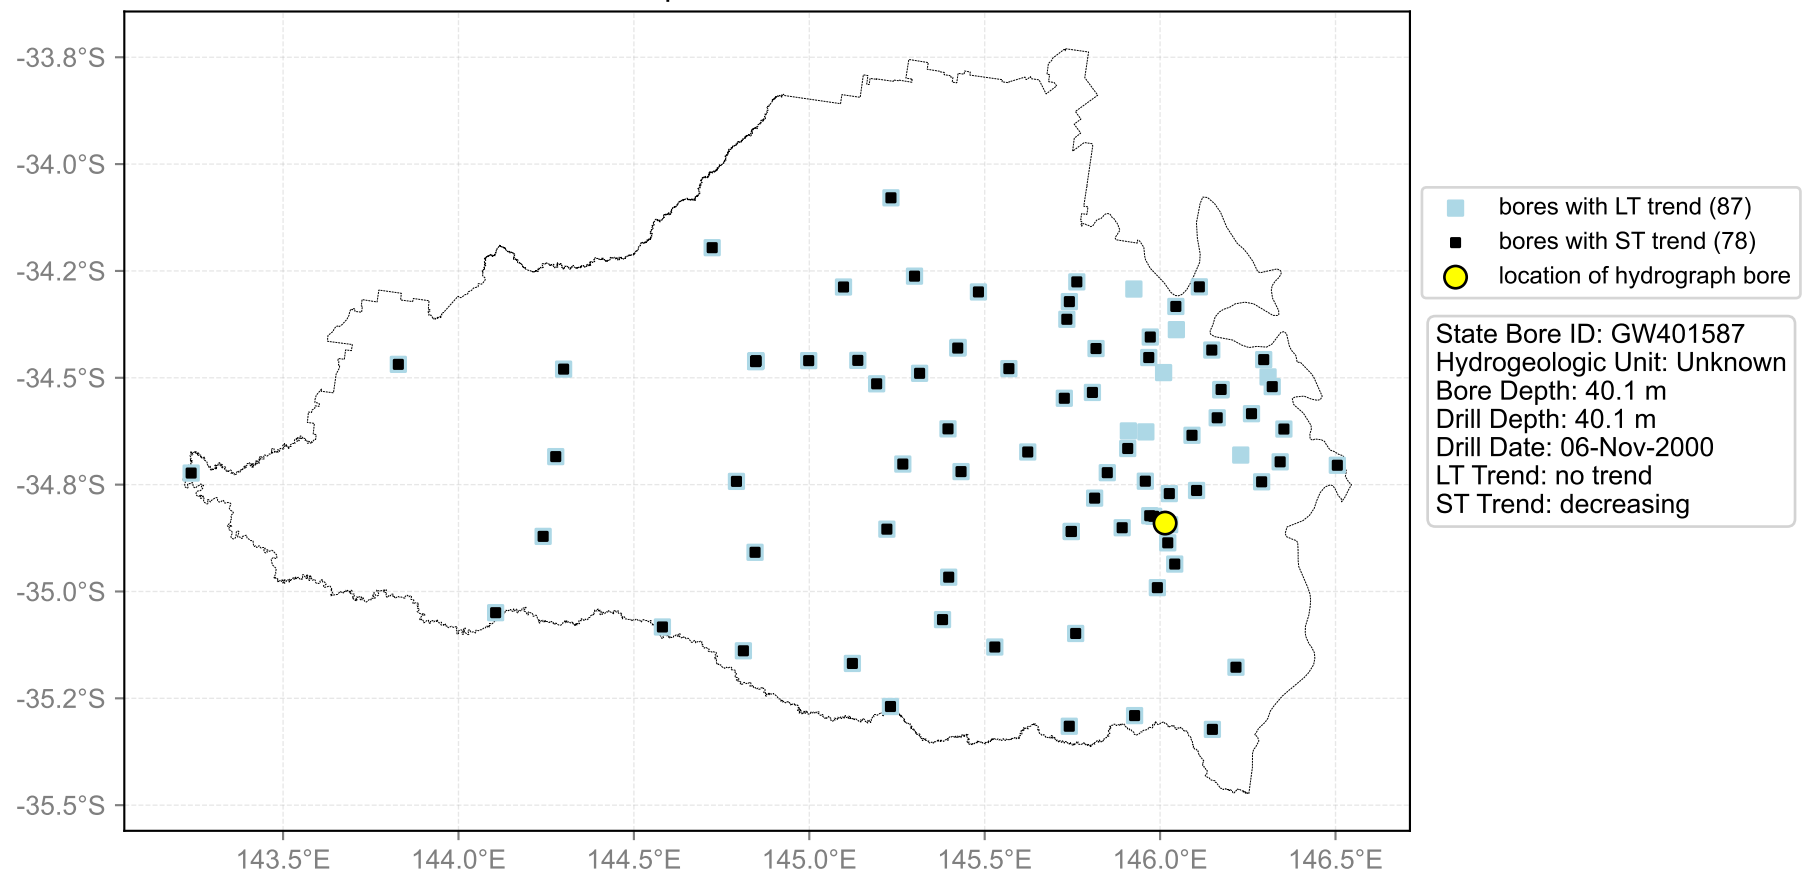 -33.8°S
-34.0°S
-34.2°S
-34.5°S
-34.8°S
-35.0°S
-35.2°S
-35.5°S
143.5°E
144.0°E
144.5°E
145.0°E
145.5°E
146.0°E
146.5°E
bores with LT trend (87)
bores with ST trend (78)
location of hydrograph bore
State Bore ID: GW401587
Hydrogeologic Unit: Unknown
Bore Depth: 40.1 m
Drill Depth: 40.1 m
Drill Date: 06-Nov-2000
LT Trend: no trend
ST Trend: decreasing